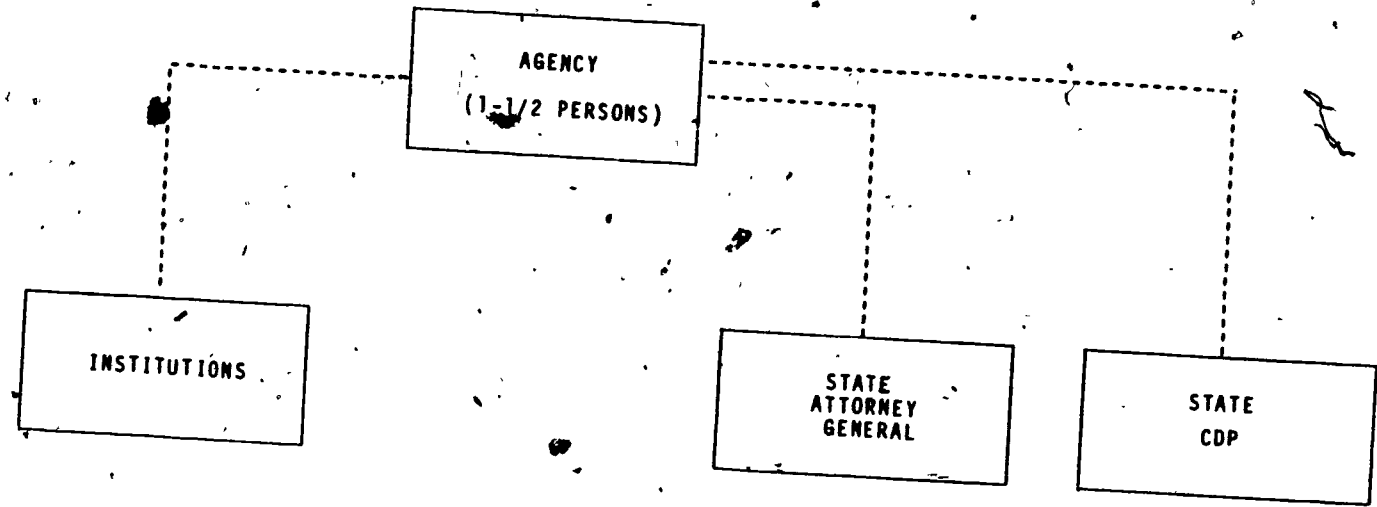 AGENCY
(1-1/2 PERSONS)
INSTITUTIONS
STATE
ATTORNEY
GENERAL
STATE
CDP